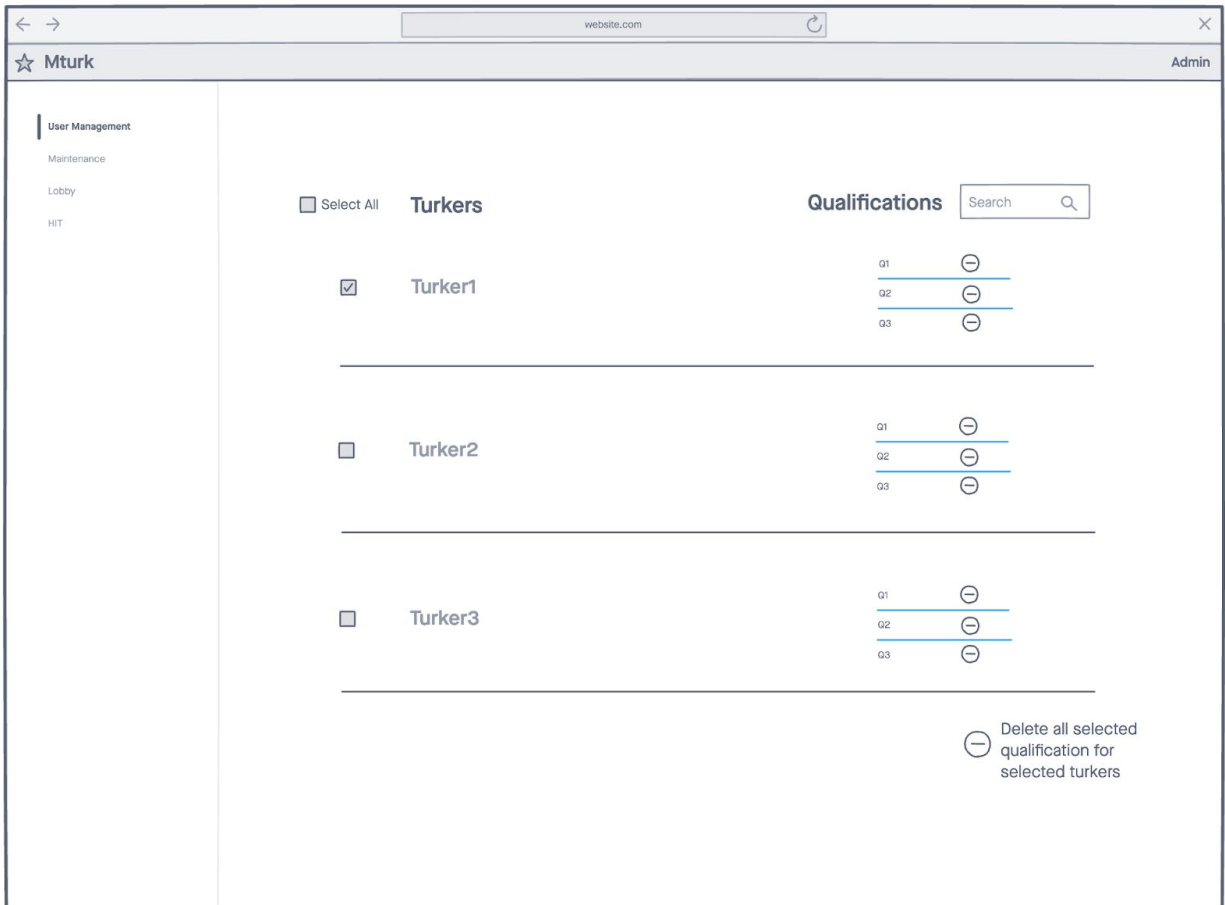 website.com
Mturk
Admin
User Management
Maintenance
Lobby
HIT
Select All
Turkers
Qualifications
Search
Turker1
Q1
Q2
Q3
Turker2
Q1
Q2
Q3
Turker3
Q1
Q2
Q3
Delete all selected
qualification for
selected turkers